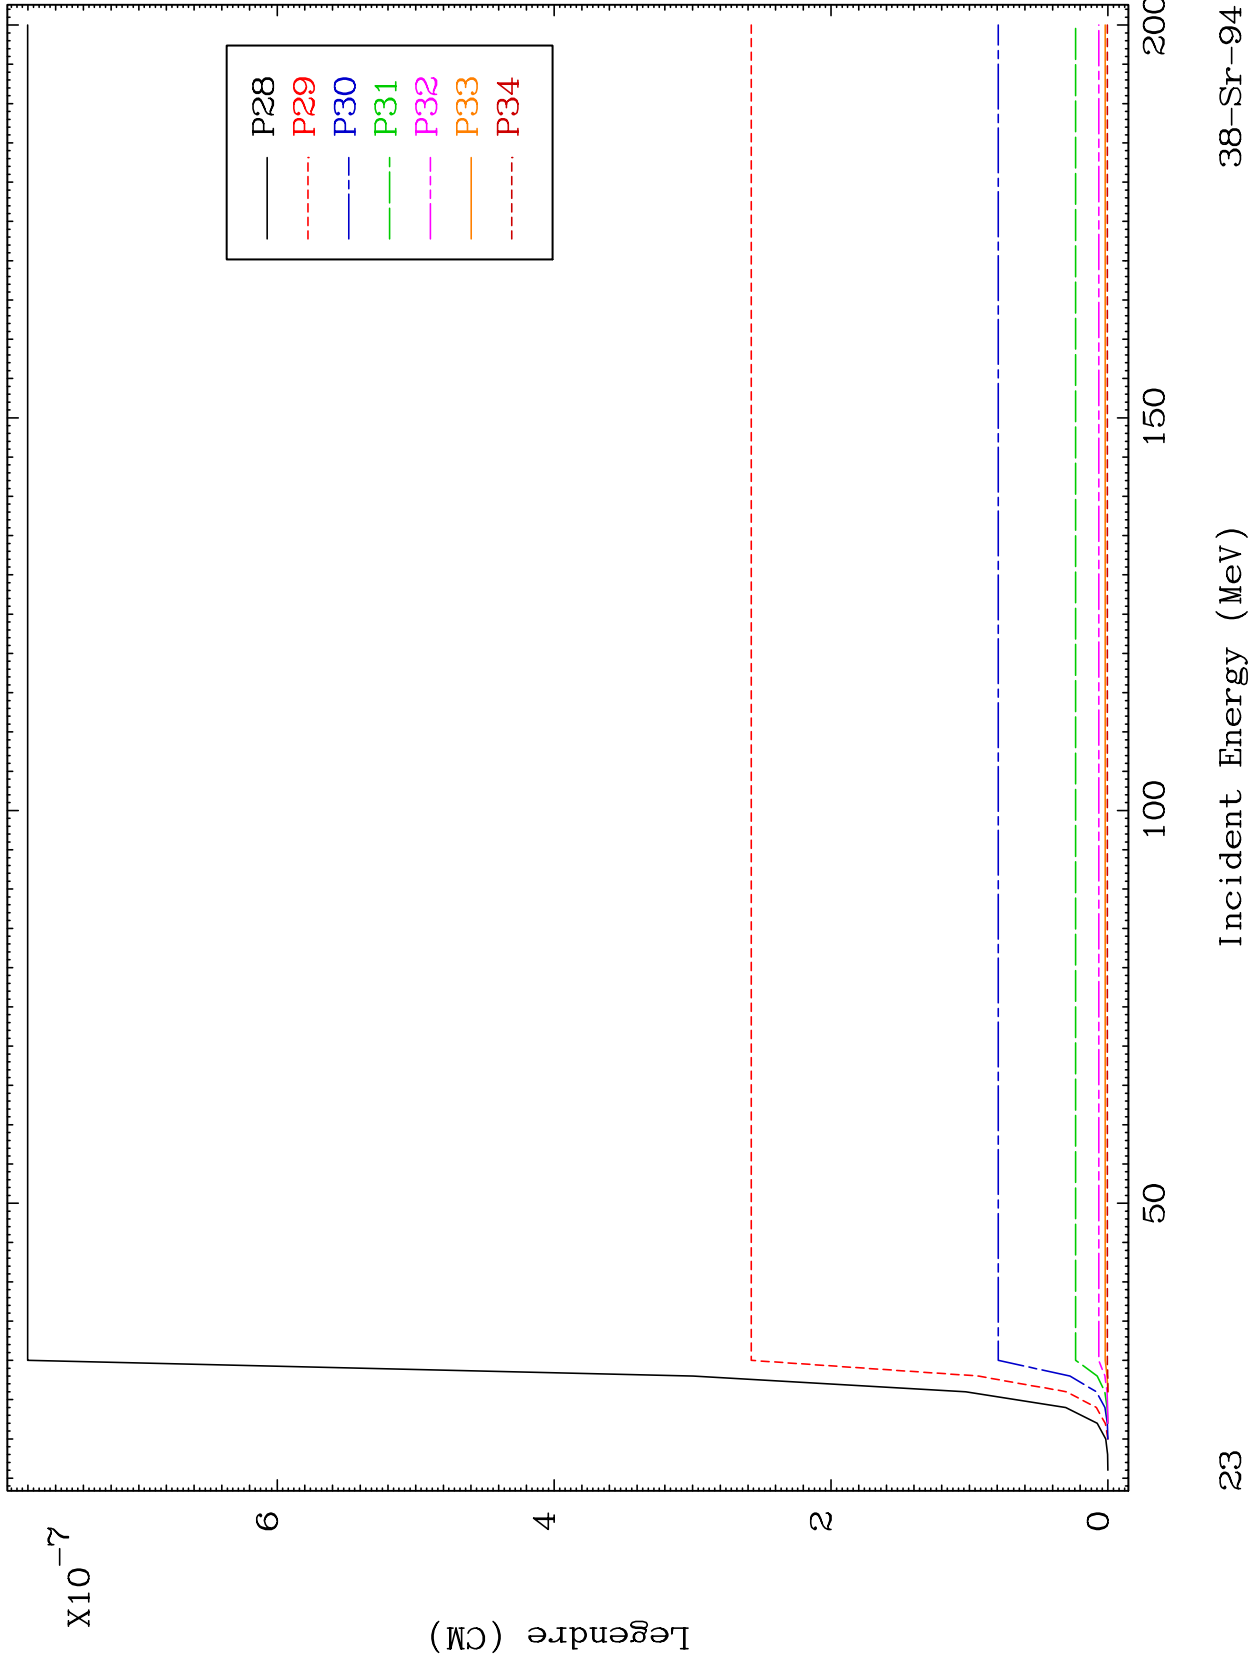 X10-7
Legendre (CM)
6
4
2
0
P28
P29
P30
P31
P32
P33
P34
50
100
150
200
Incident Energy (MeV)
23
38-Sr-94